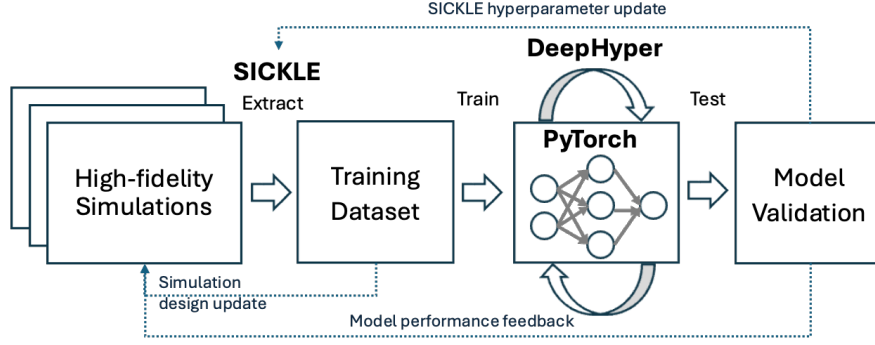 SICKLE hyperparameter update
DeepHyper
SICKLE
Extract
Train
Test
PyTorch
High-fidelity
Simulations
Training
Dataset
Model
Validation
Simulation
design update
Model performance feedback